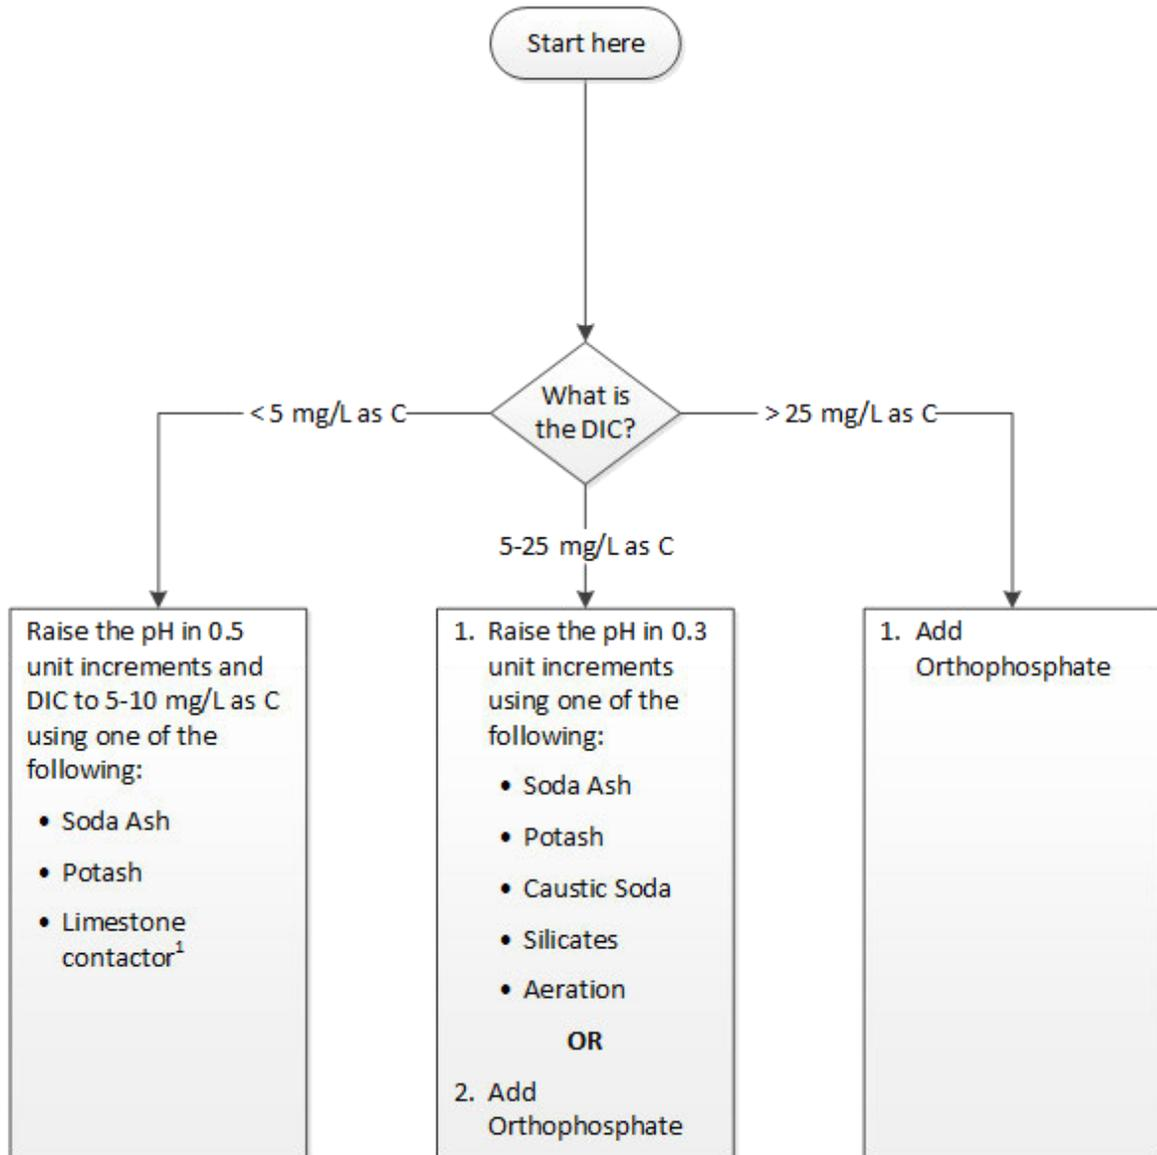 Start here
What is
the DIC?
< 5 mg/L as C
> 25 mg/L as C
5-25 mg/L as C
Raise the pH in 0.5
unit increments and
DIC to 5-10 mg/L as C
using one of the
following:
• Soda Ash
• Potash
• Limestone
contactor¹
1. Raise the pH in 0.3
unit increments
using one of the
following:
• Soda Ash
• Potash
• Caustic Soda
• Silicates
• Aeration
OR
2. Add
Orthophosphate
1. Add
Orthophosphate